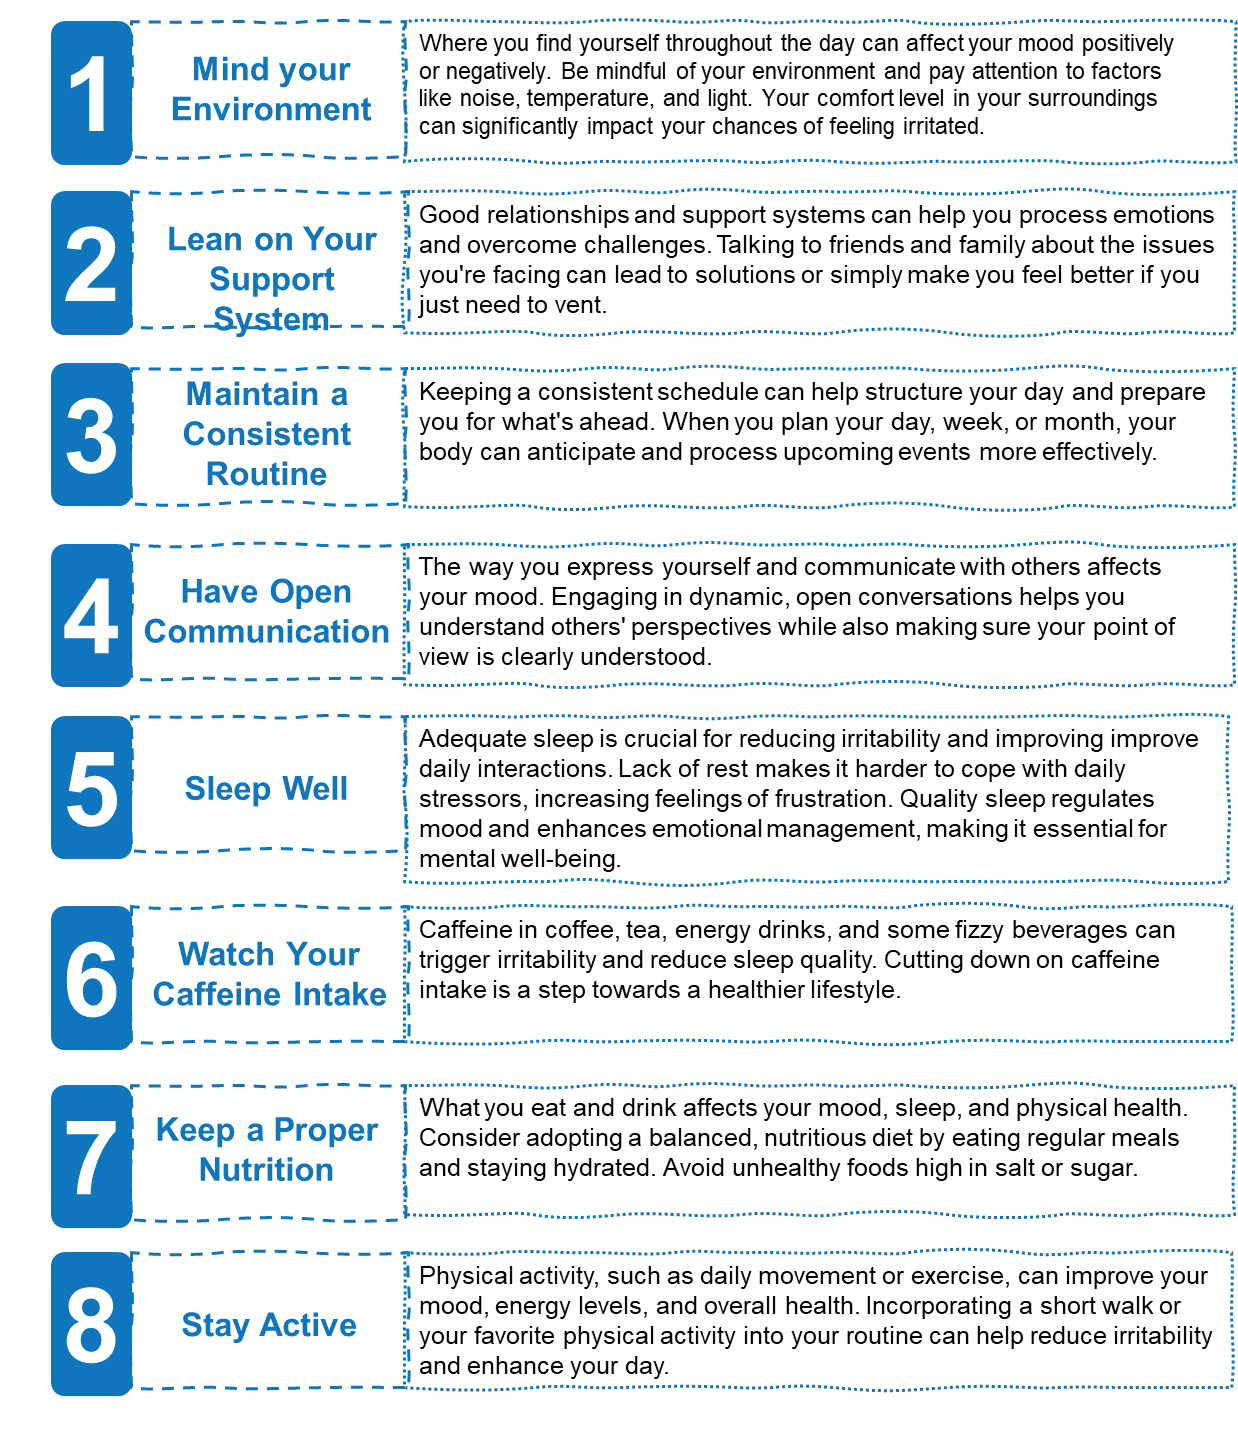 1
Mind your
Environment
Where you find yourself throughout the day can affect your mood positively
or negatively. Be mindful of your environment and pay attention to factors
like noise, temperature, and light. Your comfort level in your surroundings
can significantly impact your chances of feeling irritated.
2
Lean on Your
Support
System
Good relationships and support systems can help you process emotions
and overcome challenges. Talking to friends and family about the issues
you're facing can lead to solutions or simply make you feel better if you
just need to vent.
3
Maintain a
Consistent
Routine
Keeping a consistent schedule can help structure your day and prepare
you for what's ahead. When you plan your day, week, or month, your
body can anticipate and process upcoming events more effectively.
4
Have Open
Communication
The way you express yourself and communicate with others affects
your mood. Engaging in dynamic, open conversations helps you
understand others' perspectives while also making sure your point of
view is clearly understood.
5
Sleep Well
Adequate sleep is crucial for reducing irritability and improving improve
daily interactions. Lack of rest makes it harder to cope with daily
stressors, increasing feelings of frustration. Quality sleep regulates
mood and enhances emotional management, making it essential for
mental well-being.
6
Watch Your
Caffeine Intake
Caffeine in coffee, tea, energy drinks, and some fizzy beverages can
trigger irritability and reduce sleep quality. Cutting down on caffeine
intake is a step towards a healthier lifestyle.
7
Keep a Proper
Nutrition
What you eat and drink affects your mood, sleep, and physical health.
Consider adopting a balanced, nutritious diet by eating regular meals
and staying hydrated. Avoid unhealthy foods high in salt or sugar.
8
Stay Active
Physical activity, such as daily movement or exercise, can improve your
mood, energy levels, and overall health. Incorporating a short walk or
your favorite physical activity into your routine can help reduce irritability
and enhance your day.